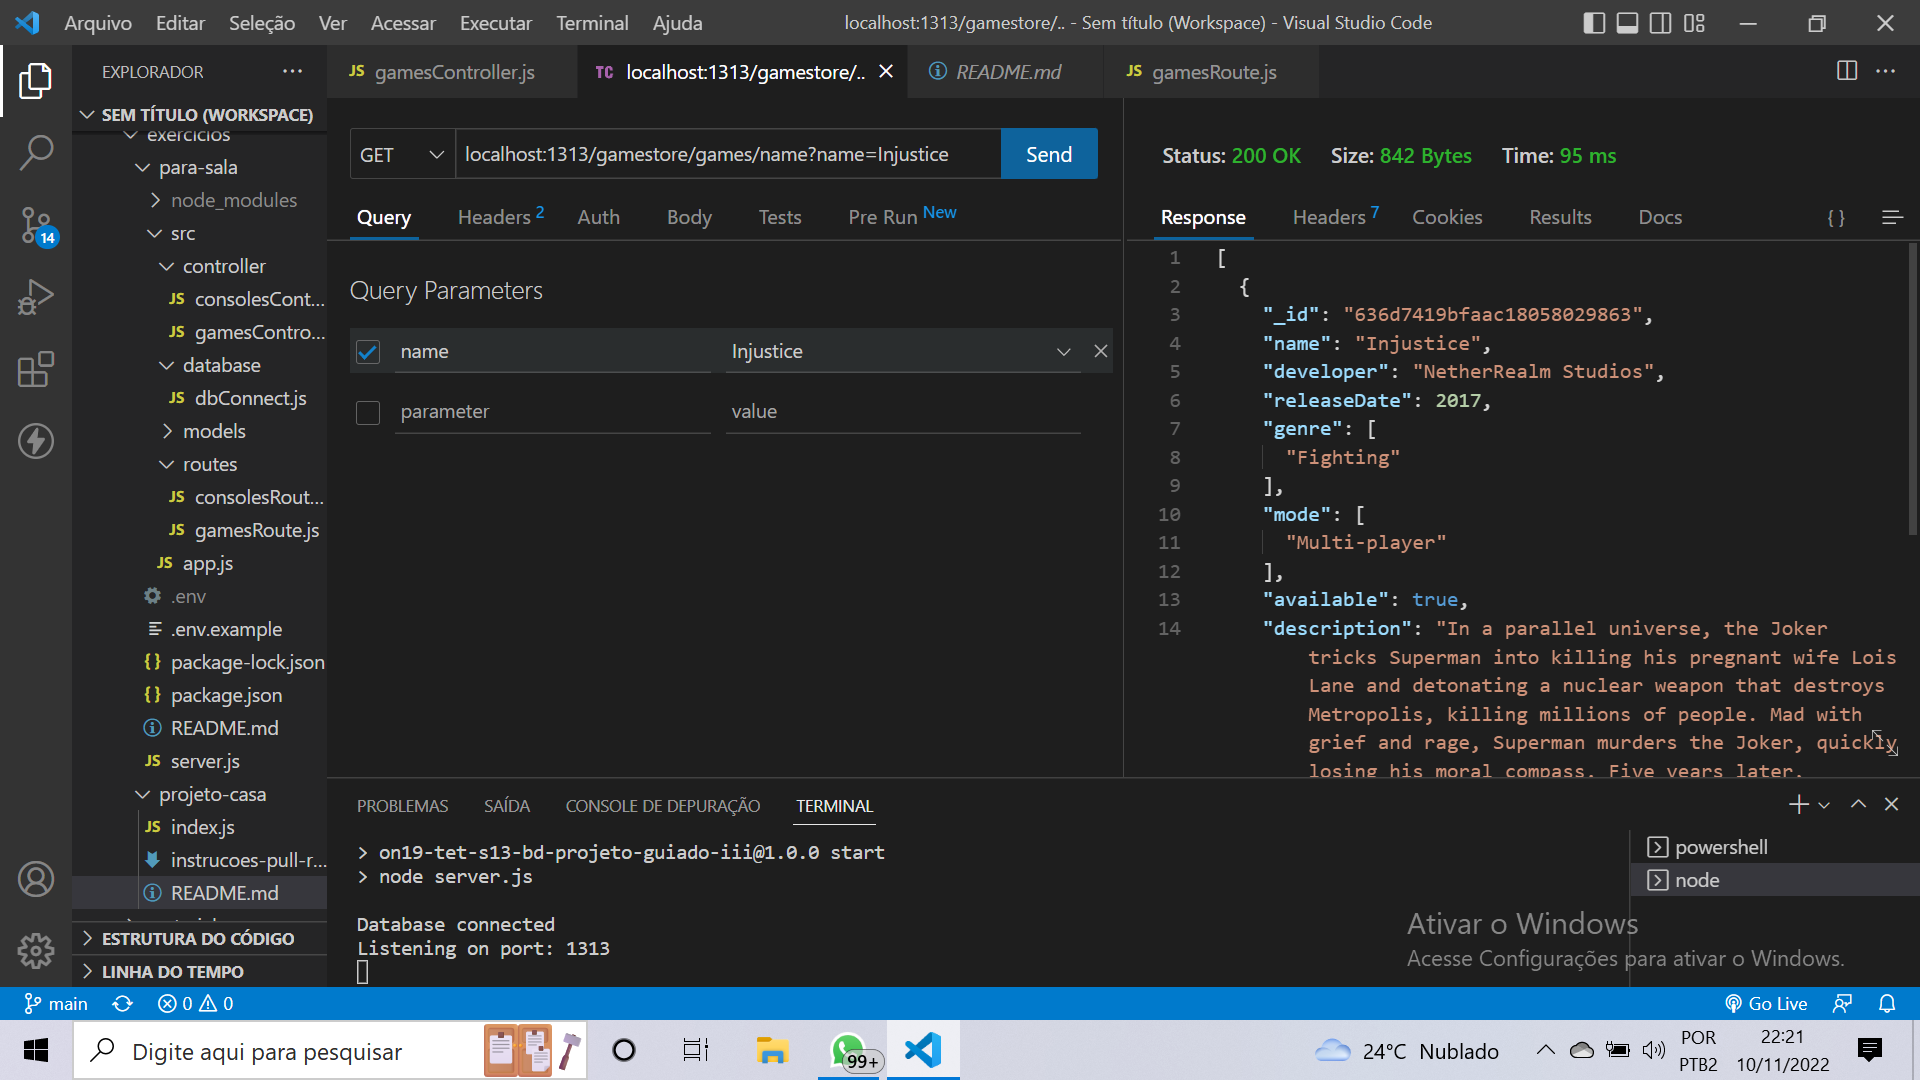 Arquivo Editar Seleção Ver Acessar Executar Terminal Ajuda
localhost:1313/gamestore/.. - Sem título (Workspace) - Visual Studio Code
EXPLORADOR
SEM TÍTULO (WORKSPACE)
exercicios
para-sala
node_modules
src
controller
JS consolesCont...
JS gamesContro...
database
JS dbConnect.js
models
routes
JS consolesRout...
JS gamesRoute.js
JS app.js
.env
.env.example
{} package-lock.json
{} package.json
README.md
JS server.js
projeto-casa
JS index.js
instrucoes-pull-r...
README.md
ESTRUTURA DO CÓDIGO
LINHA DO TEMPO
14
JS gamesController.js
TC localhost:1313/gamestore/..
README.md
JS gamesRoute.js
GET
localhost:1313/gamestore/games/name?name=Injustice
Send
Query Headers 2 Auth Body Tests Pre Run New
Query Parameters
name Injustice
parameter value
Status: 200 OK Size: 842 Bytes Time: 95 ms
Response Headers 7 Cookies Results Docs { }
1 [
2 {
3 "_id": "636d7419bfaac18058029863",
4 "name": "Injustice",
5 "developer": "NetherRealm Studios",
6 "releaseDate": 2017,
7 "genre": [
8 "Fighting"
9 ],
10 "mode": [
11 "Multi-player"
12 ],
13 "available": true,
14 "description": "In a parallel universe, the Joker
tricks Superman into killing his pregnant wife Lois
Lane and detonating a nuclear weapon that destroys
Metropolis, killing millions of people. Mad with
grief and rage, Superman murders the Joker, quickly
losing his moral compass. Five years later,
PROBLEMAS SAÍDA CONSOLE DE DEPURAÇÃO TERMINAL
> on19-tet-s13-bd-projeto-guiado-iii@1.0.0 start
> node server.js
Database connected
Listening on port: 1313
powershell
node
Ativar o Windows
Acesse Configurações para ativar o Windows.
main 0 0
Go Live
Digite aqui para pesquisar
99+
24°C Nublado
POR
PTB2
22:21
10/11/2022